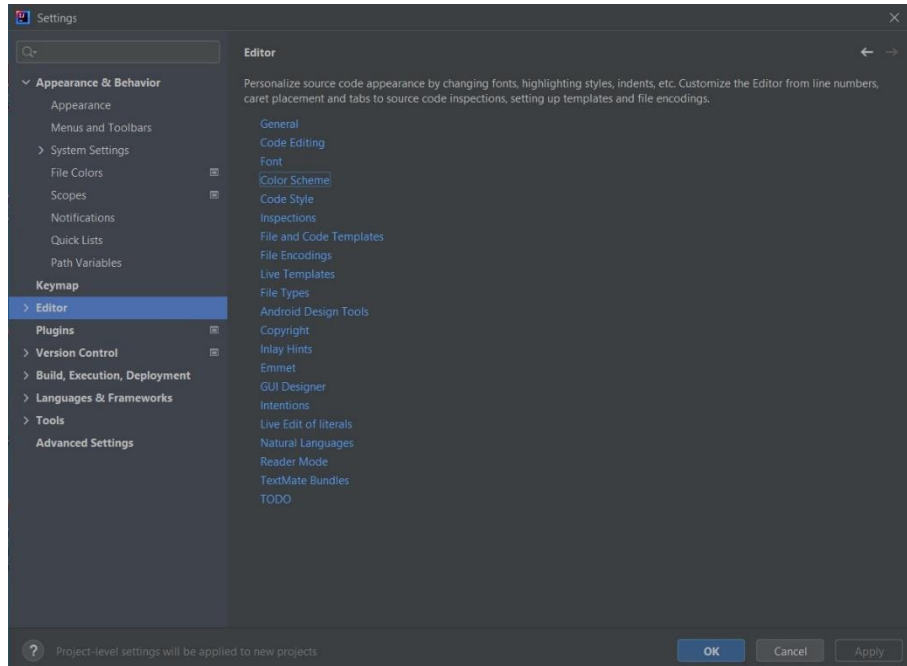 Settings
Appearance & Behavior
Appearance
Menus and Toolbars
System Settings
File Colors
Scopes
Notifications
Quick Lists
Path Variables
Keymap
Editor
Plugins
Version Control
Build, Execution, Deployment
Languages & Frameworks
Tools
Advanced Settings
Editor
Personalize source code appearance by changing fonts, highlighting styles, indents, etc. Customize the Editor from line numbers,
caret placement and tabs to source code inspections, setting up templates and file encodings.
General
Code Editing
Font
Color Scheme
Code Style
Inspections
File and Code Templates
File Encodings
Live Templates
File Types
Android Design Tools
Copyright
Inlay Hints
Emmet
GUI Designer
Intentions
Live Edit of literals
Natural Languages
Reader Mode
TextMate Bundles
TODO
? Project-level settings will be applied to new projects
OK Cancel Apply